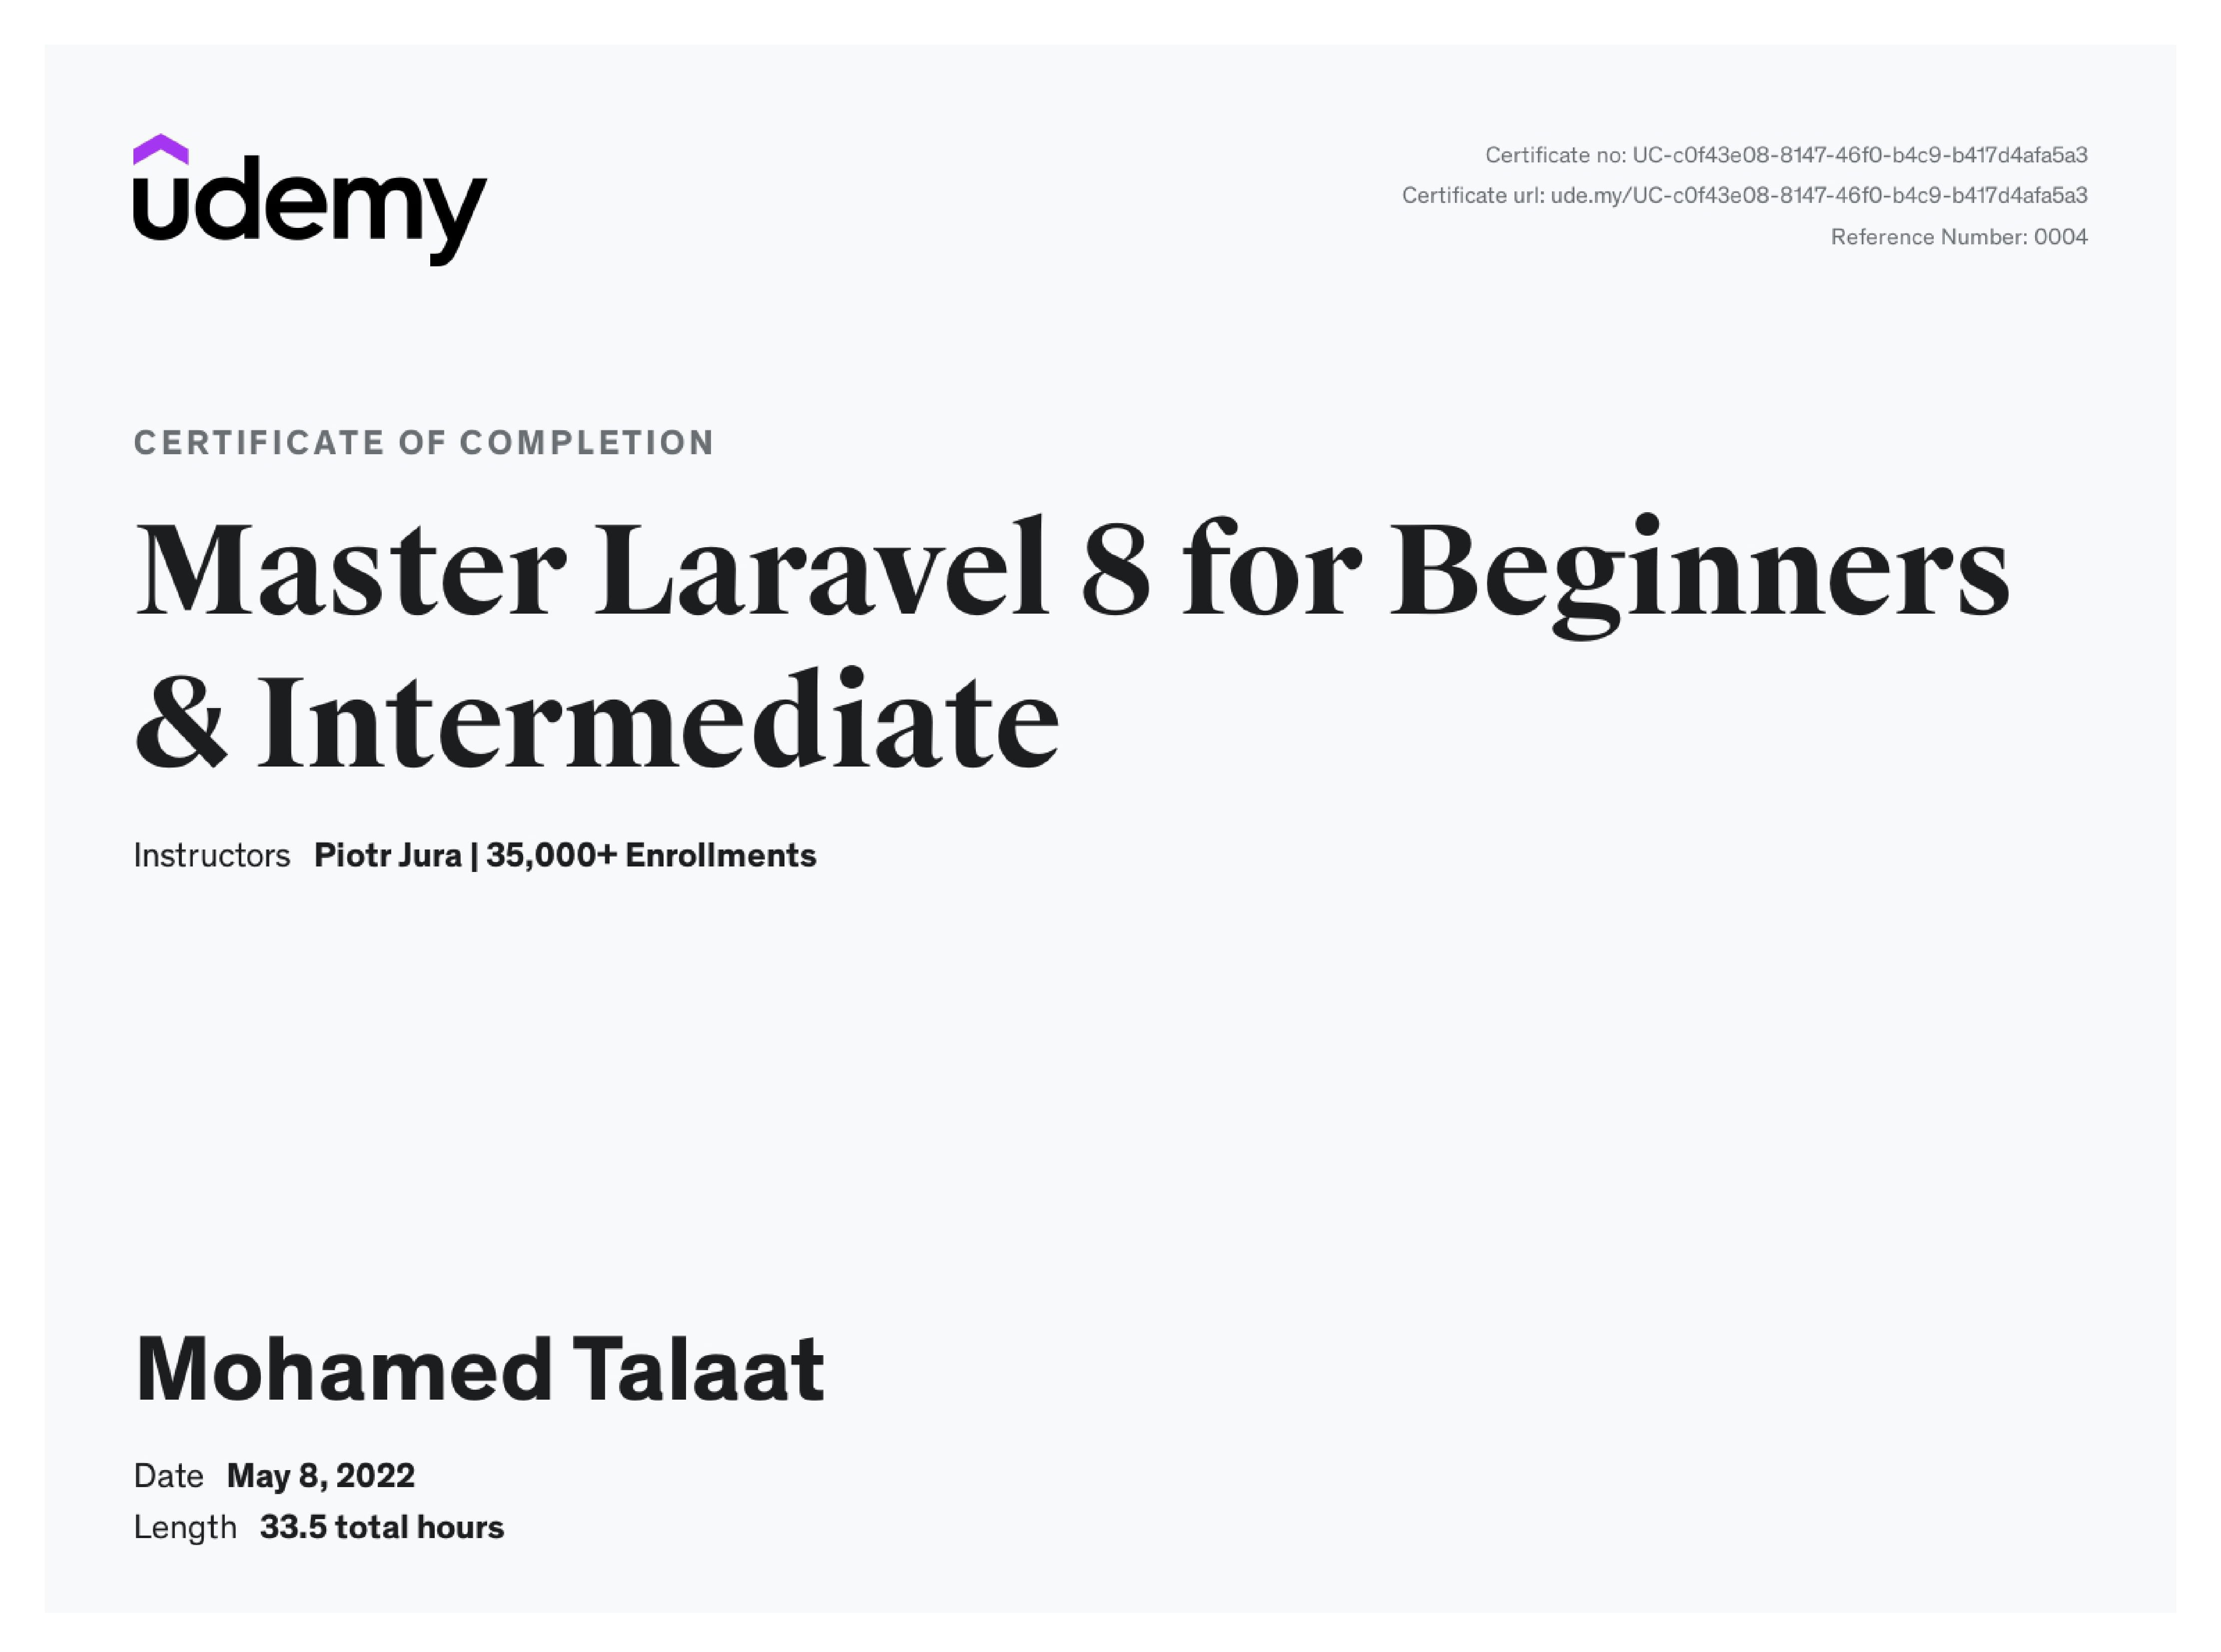 udemy
Certificate no: UC-c0f43e08-8147-46f0-b4c9-b417d4afa5a3
Certificate url: ude.my/UC-c0f43e08-8147-46f0-b4c9-b417d4afa5a3
Reference Number: 0004
CERTIFICATE OF COMPLETION
Master Laravel 8 for Beginners
& Intermediate
Instructors Piotr Jura | 35,000+ Enrollments
Mohamed Talaat
Date May 8, 2022
Length 33.5 total hours